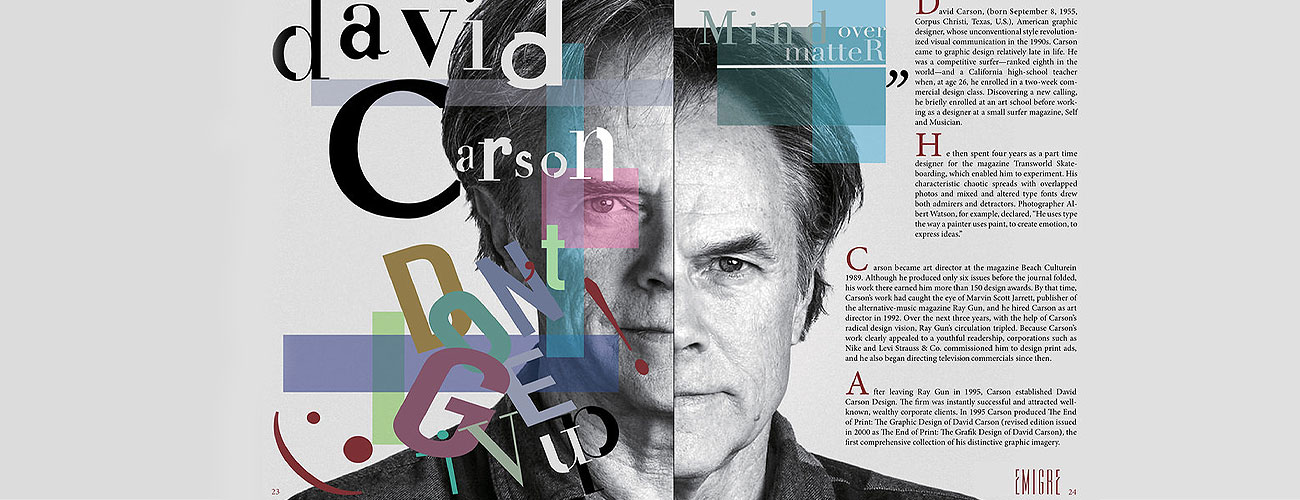 david
Carson
DON't
GIVE up
!
23
Mind over
matteR
”
David Carson, (born September 8, 1955,
Corpus Christi, Texas, U.S.), American graphic
designer, whose unconventional style revolution-
ized visual communication in the 1990s. Carson
came to graphic design relatively late in life. He
was a competitive surfer—ranked eighth in the
world—and a California high-school teacher
when, at age 26, he enrolled in a two-week com-
mercial design class. Discovering a new calling,
he briefly enrolled at an art school before work-
ing as a designer at a small surfer magazine, Self
and Musician.
He then spent four years as a part time
designer for the magazine Transworld Skate-
boarding, which enabled him to experiment. His
characteristic chaotic spreads with overlapped
photos and mixed and altered type fonts drew
both admirers and detractors. Photographer Al-
bert Watson, for example, declared, “He uses type
the way a painter uses paint, to create emotion, to
express ideas.”
Carson became art director at the magazine Beach Culturein
1989. Although he produced only six issues before the journal folded,
his work there earned him more than 150 design awards. By that time,
Carson’s work had caught the eye of Marvin Scott Jarrett, publisher of
the alternative-music magazine Ray Gun, and he hired Carson as art
director in 1992. Over the next three years, with the help of Carson’s
radical design vision, Ray Gun’s circulation tripled. Because Carson’s
work clearly appealed to a youthful readership, corporations such as
Nike and Levi Strauss & Co. commissioned him to design print ads,
and he also began directing television commercials since then.
After leaving Ray Gun in 1995, Carson established David
Carson Design. The firm was instantly successful and attracted well-
known, wealthy corporate clients. In 1995 Carson produced The End
of Print: The Graphic Design of David Carson (revised edition issued
in 2000 as The End of Print: The Grafik Design of David Carson), the
first comprehensive collection of his distinctive graphic imagery.
EMIGRE
24